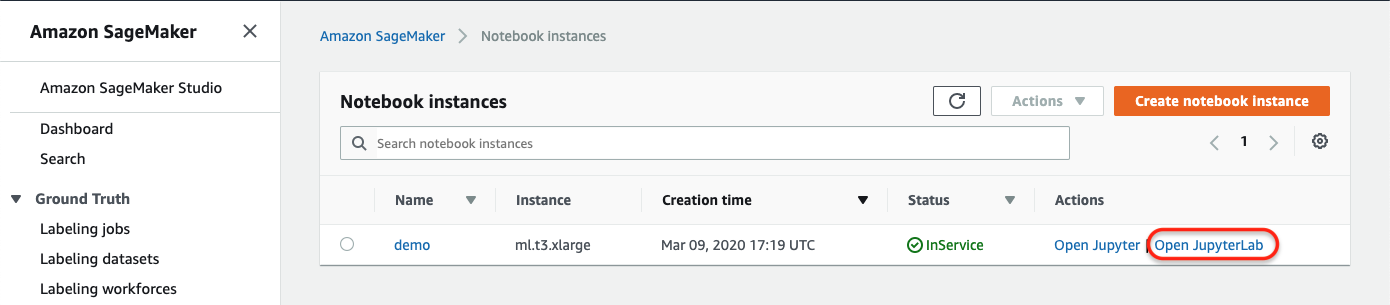 Amazon SageMaker
Amazon SageMaker Studio
Dashboard
Search
Ground Truth
Labeling jobs
Labeling datasets
Labeling workforces
Amazon SageMaker > Notebook instances
Notebook instances
Actions
Create notebook instance
Search notebook instances
1
Name Instance Creation time Status Actions
demo ml.t3.xlarge Mar 09, 2020 17:19 UTC InService Open Jupyter | Open JupyterLab